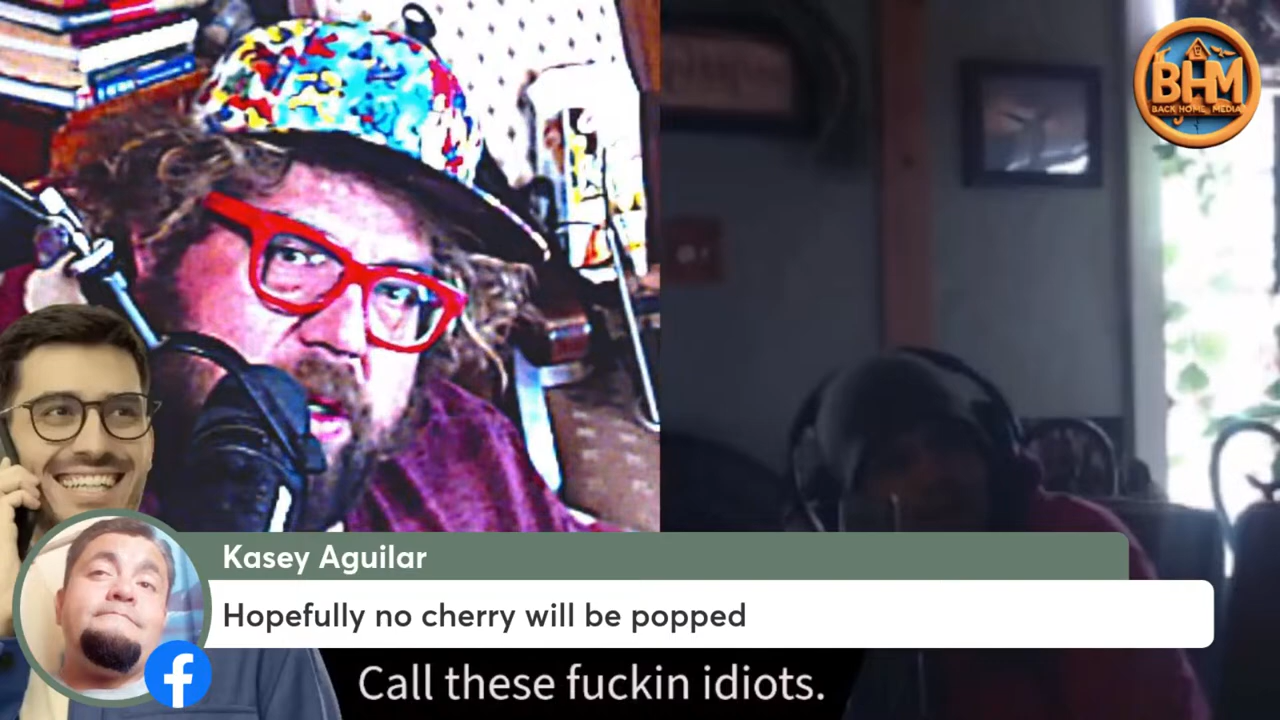 BHM
BACK HOME MEDIA
Kasey Aguilar
Hopefully no cherry will be popped
Call these fuckin idiots.